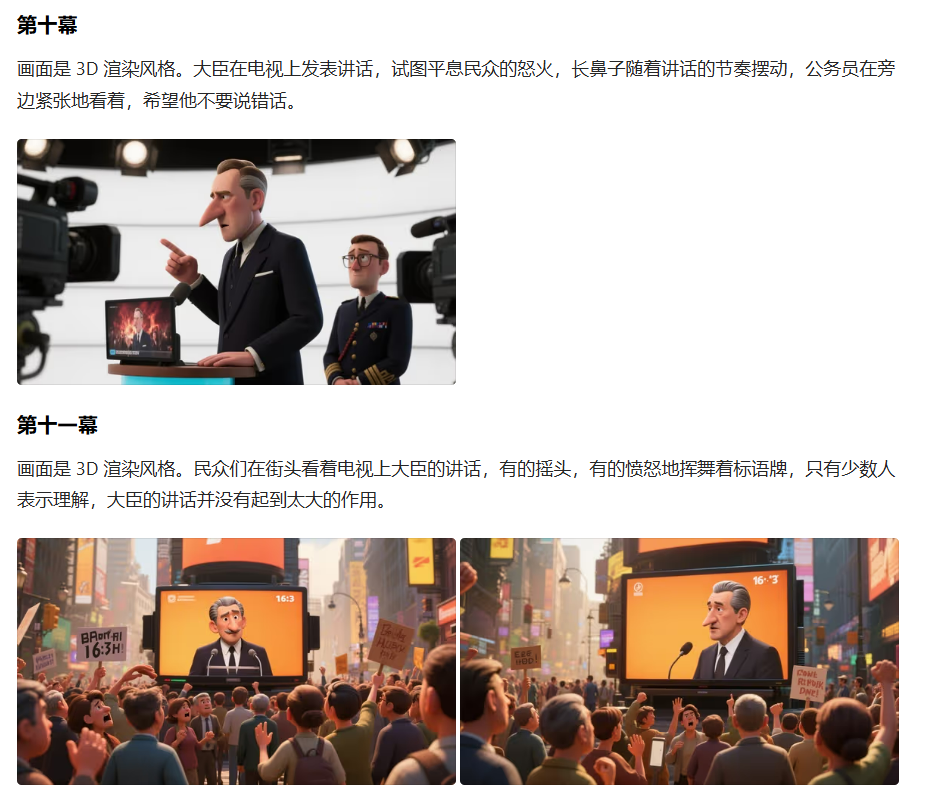 第十幕
画面是 3D 渲染风格。大臣在电视上发表讲话，试图平息民众的怒火，长鼻子随着讲话的节奏摆动，公务员在旁
边紧张地看着，希望他不要说错话。
第十一幕
画面是 3D 渲染风格。民众们在街头看着电视上大臣的讲话，有的摇头，有的愤怒地挥舞着标语牌，只有少数人
表示理解，大臣的讲话并没有起到太大的作用。
16:3
16:3H!